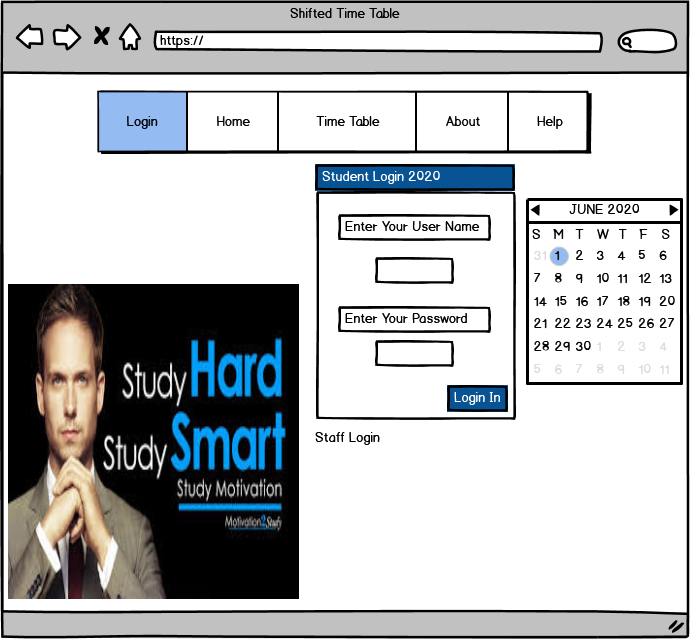 Shifted Time Table
https://
Login Home Time Table About Help
Student Login 2020
Enter Your User Name
Enter Your Password
Login In
Staff Login
JUNE 2020
S M T W T F S
31 1 2 3 4 5 6
7 8 9 10 11 12 13
14 15 16 17 18 19 20
21 22 23 24 25 26 27
28 29 30 1 2 3 4
5 6 7 8 9 10 11
Study Hard
Study Smart
Study Motivation
Motivation2Study